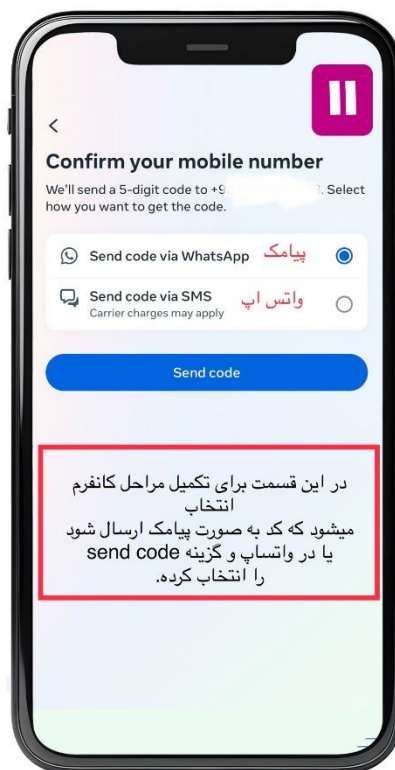 11
<
Confirm your mobile number
We'll send a 5-digit code to +9 Select
how you want to get the code.
Send code via WhatsApp پیامک
Send code via SMS واتس اپ
Carrier charges may apply
Send code
در این قسمت برای تکمیل مراحل کانفرم
انتخاب
میشود که کد به صورت پیامک ارسال شود
یا در واتساپ و گزینه send code
را انتخاب کرده.